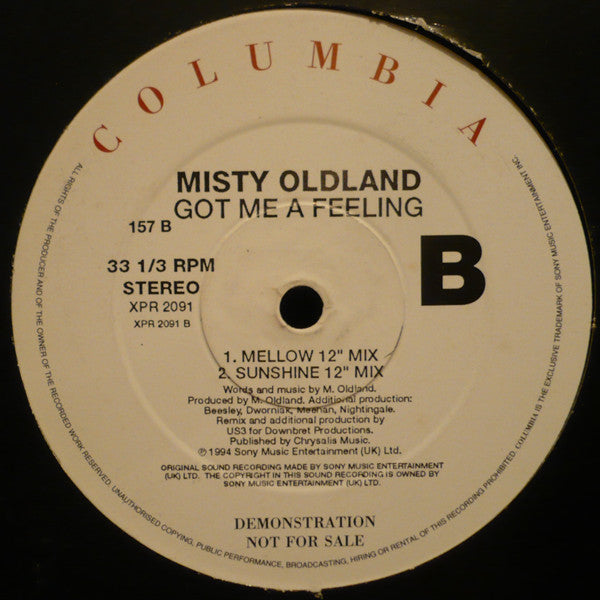 COLUMBIA
MISTY OLDLAND
GOT ME A FEELING
157 B
B
33 1/3 RPM
STEREO
XPR 2091
XPR 2091 B
1. MELLOW 12" MIX
2. SUNSHINE 12" MIX
Words and music by M. Oldland.
Produced by M. Oldland. Additional production:
Beesley, Dworniak, Meehan, Nightingale.
Remix and additional production by
US3 for Downbret Productions.
Published by Chrysalis Music.
℗1994 Sony Music Entertainment (UK) Ltd.
ORIGINAL SOUND RECORDING MADE BY SONY MUSIC ENTERTAINMENT
(UK) LTD. THE COPYRIGHT IN THIS SOUND RECORDING IS OWNED BY
SONY MUSIC ENTERTAINMENT (UK) LTD.
DEMONSTRATION
NOT FOR SALE
ALL RIGHTS OF THE PRODUCER AND OF THE OWNER OF THE RECORDED WORK RESERVED. UNAUTHORISED COPYING, PUBLIC PERFORMANCE, BROADCASTING, HIRING OR RENTAL OF THIS RECORDING PROHIBITED. COLUMBIA IS THE EXCLUSIVE TRADEMARK OF SONY MUSIC ENTERTAINMENT INC.